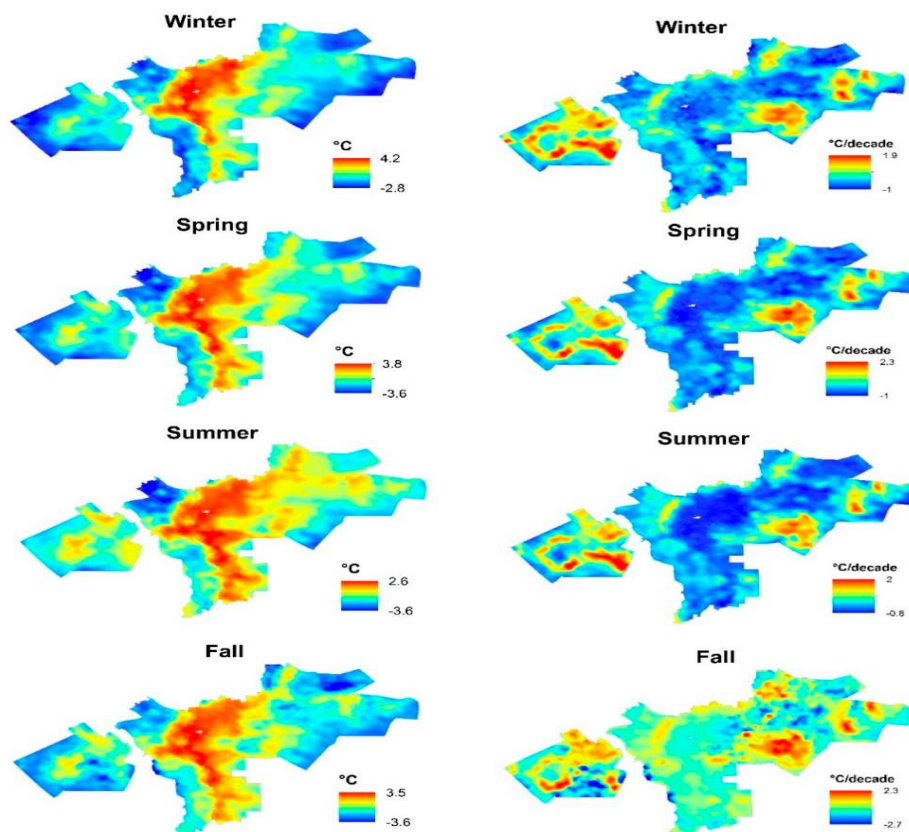 Winter
°C
4.2
-2.8
Spring
°C
3.8
-3.6
Summer
°C
2.6
-3.6
Fall
°C
3.5
-3.6
Winter
°C/decade
1.9
-1
Spring
°C/decade
2.3
-1
Summer
°C/decade
2
-0.8
Fall
°C/decade
2.3
-2.7